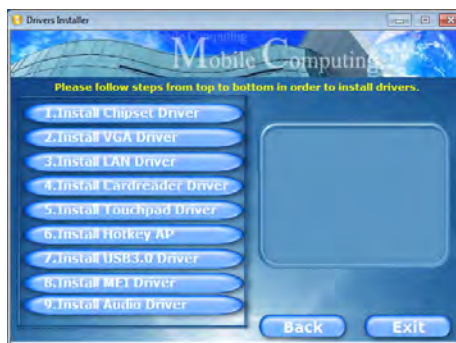 Drivers Installer
Mobile Computing
Please follow steps from top to bottom in order to install drivers.
1.Install Chipset Driver
2.Install VGA Driver
3.Install LAN Driver
4.Install Cardreader Driver
5.Install Touchpad Driver
6.Install Hotkey AP
7.Install USB3.0 Driver
8.Install MEI Driver
9.Install Audio Driver
Back
Exit